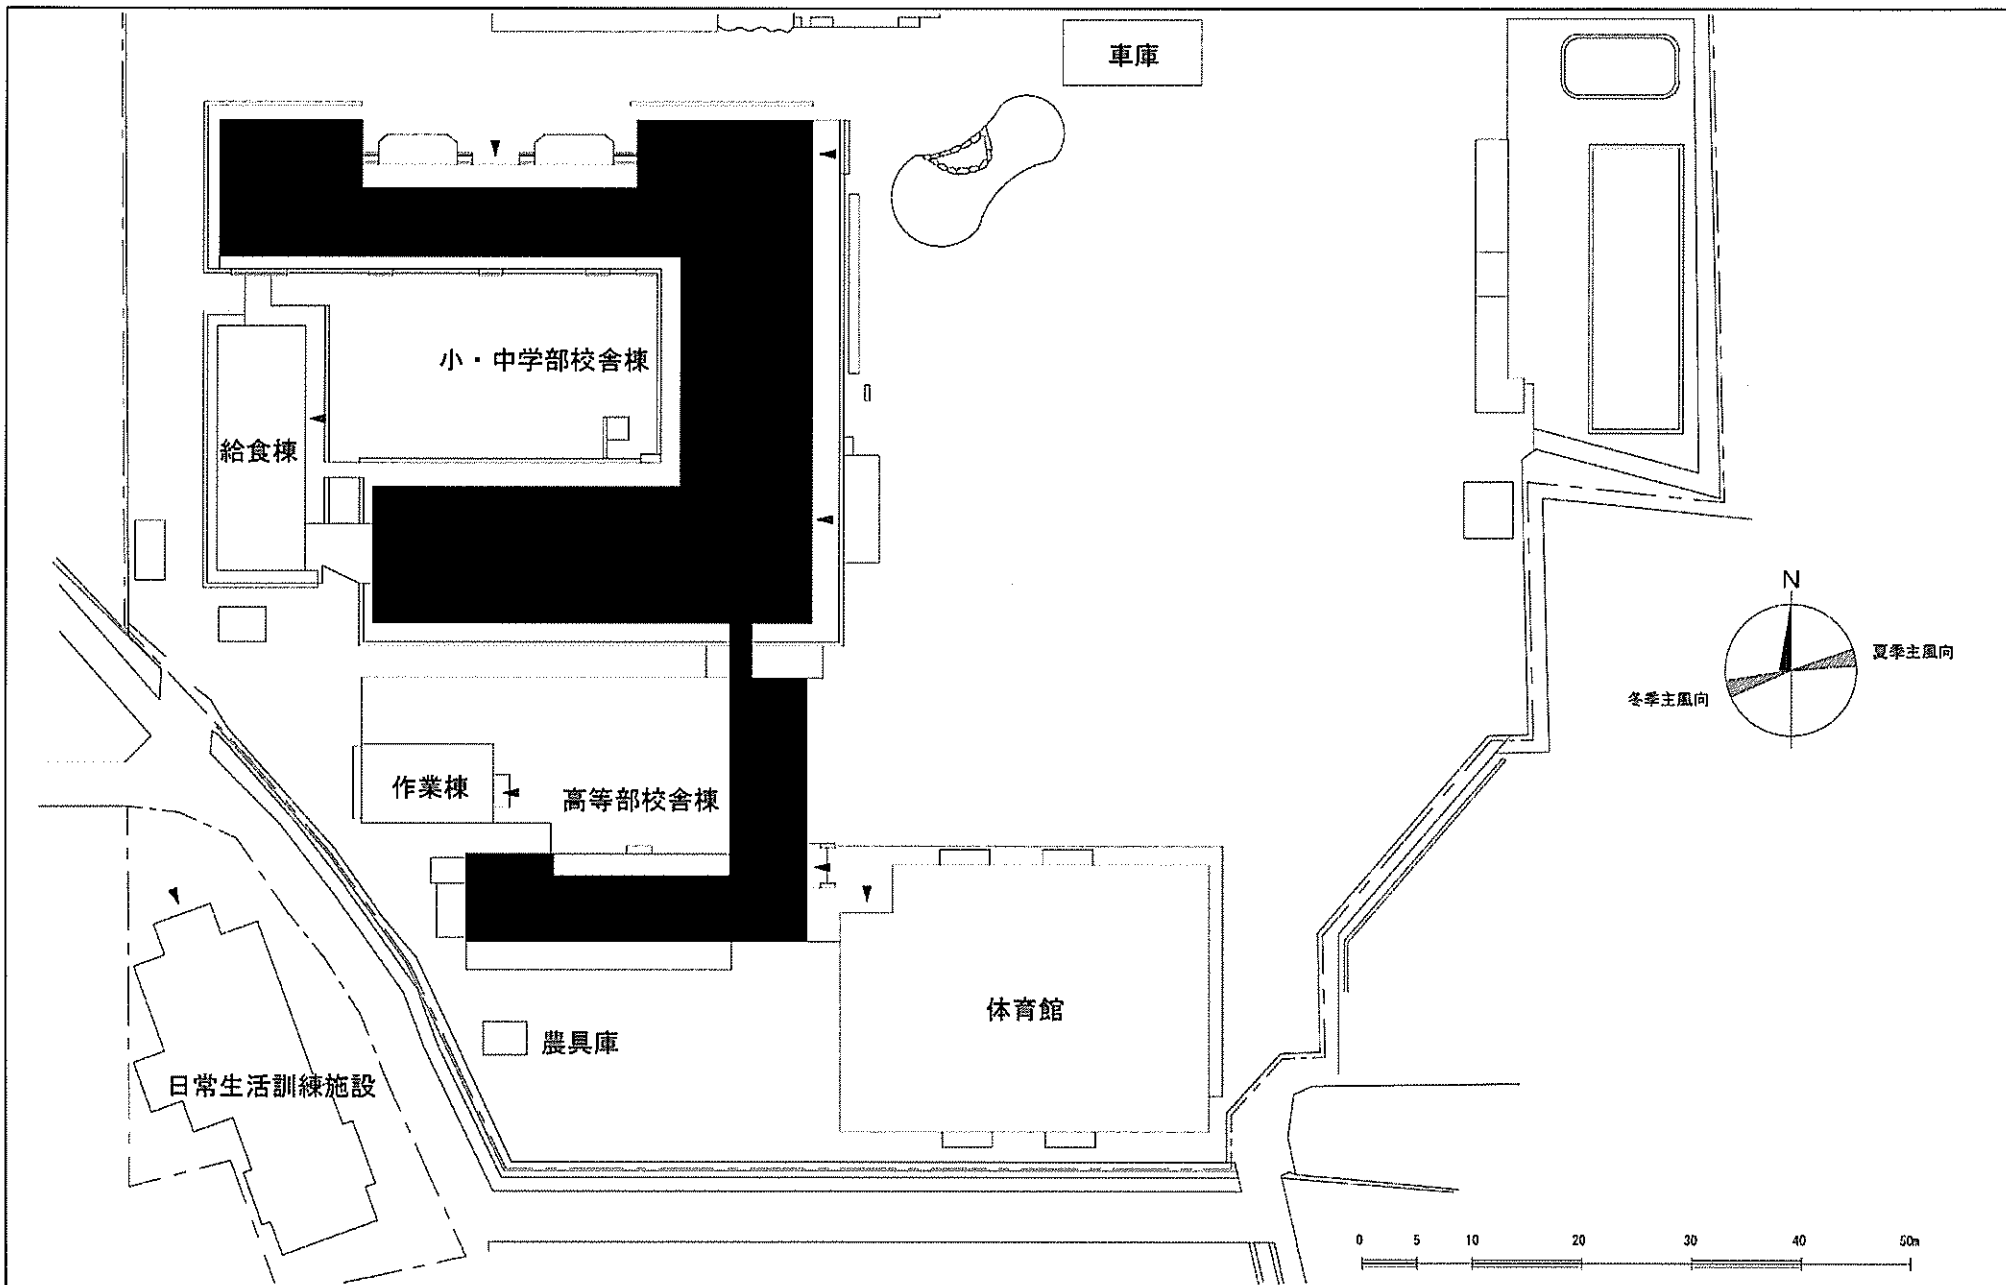 車庫
小・中学部校舎棟
給食棟
N
夏季主風向
冬季主風向
作業棟
高等部校舎棟
体育館
農具庫
日常生活訓練施設
0 5 10 20 30 40 50m